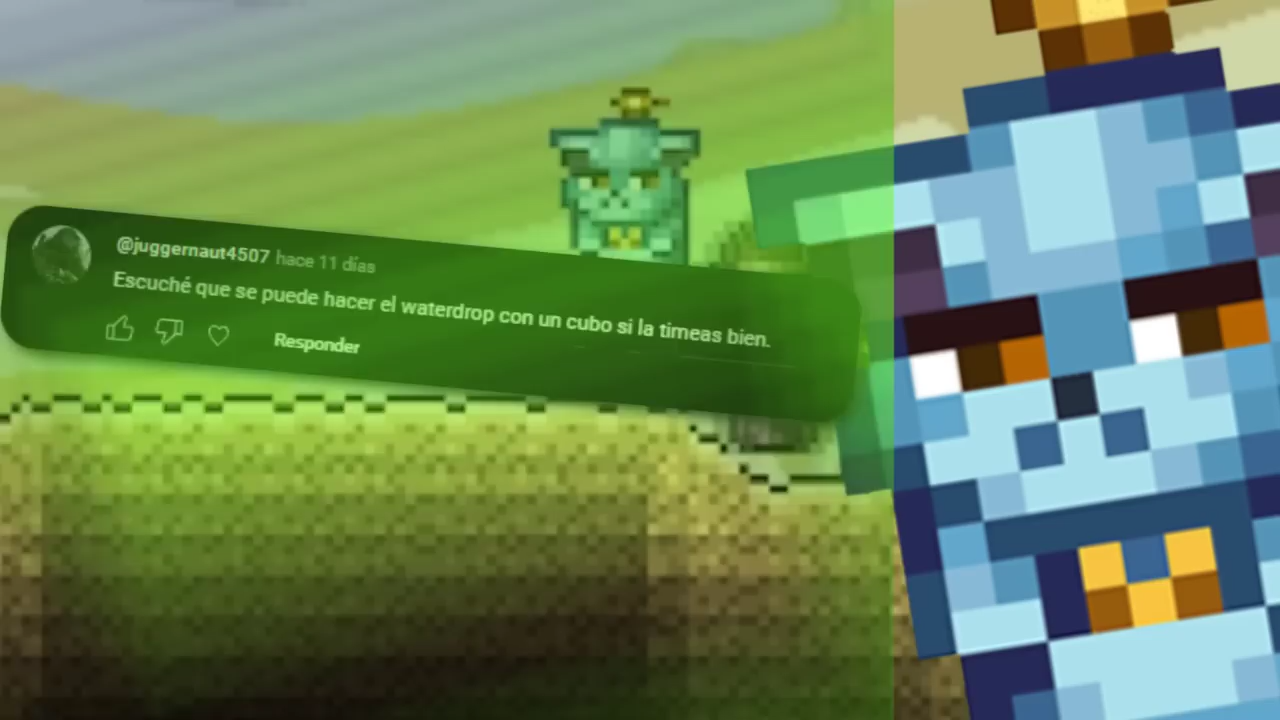 @juggernaut4507 hace 11 días
Escuché que se puede hacer el waterdrop con un cubo si la timeas bien.
Responder